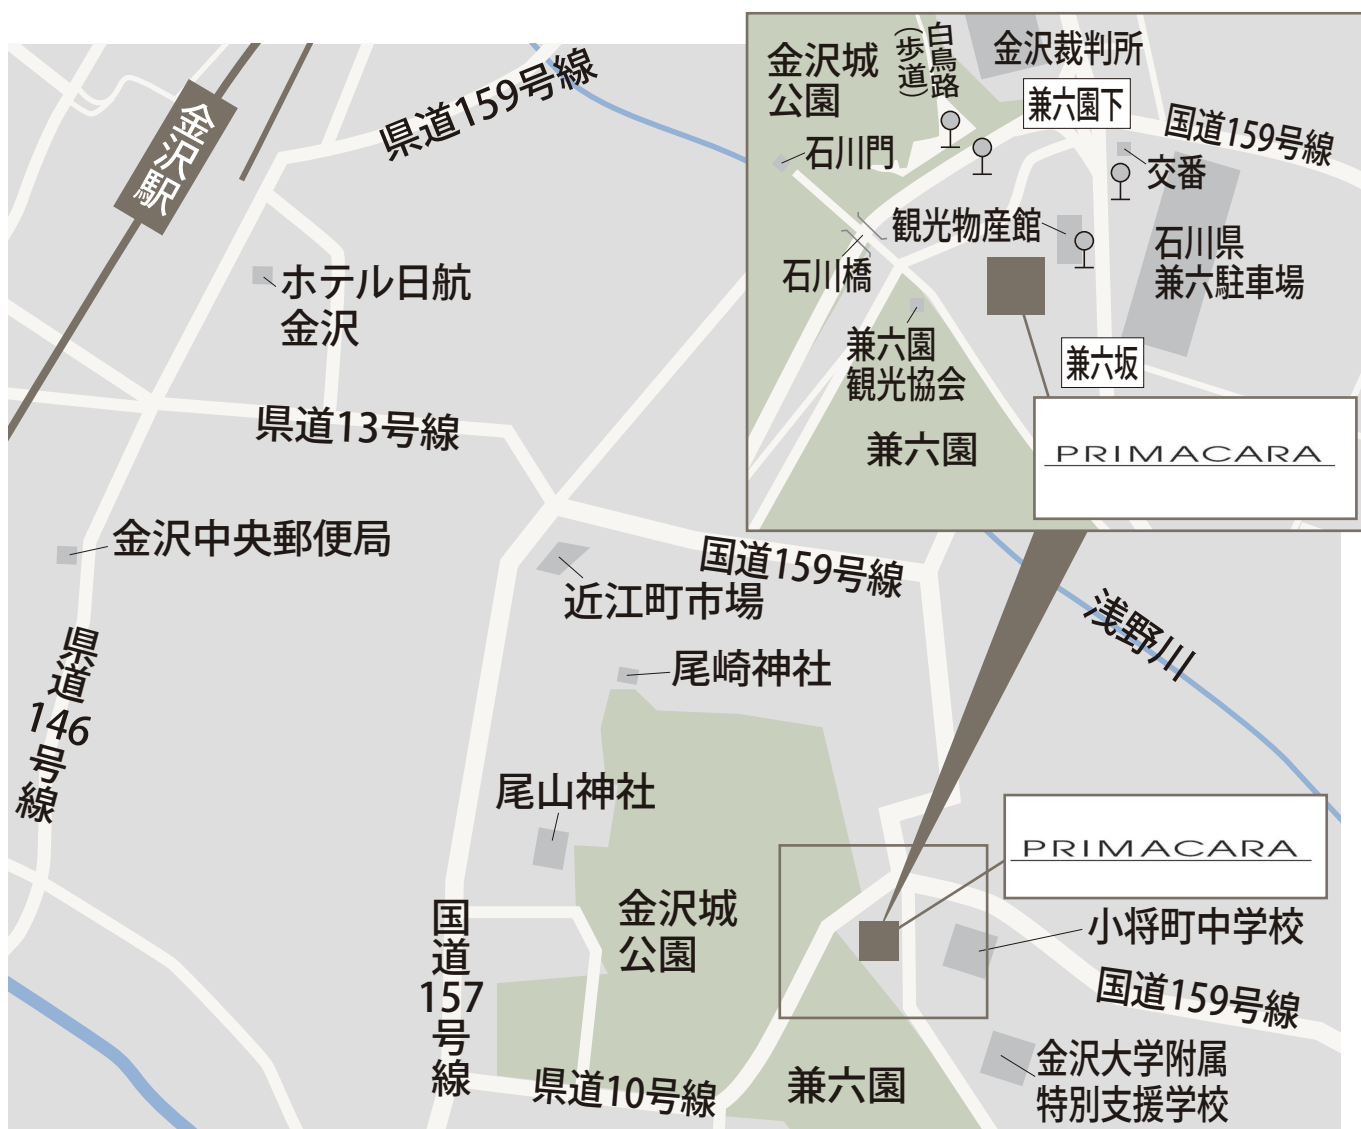 金沢駅
県道159号線
ホテル日航
金沢
県道13号線
金沢中央郵便局
県道
146
号線
近江町市場
国道159号線
尾崎神社
尾山神社
国道
157
号線
金沢城
公園
県道10号線
兼六園
浅野川
PRIMACARA
小将町中学校
国道159号線
金沢大学附属
特別支援学校
金沢城
公園
白鳥路
(歩道)
金沢裁判所
兼六園下
国道159号線
石川門
交番
観光物産館
石川橋
石川県
兼六駐車場
兼六園
観光協会
兼六坂
兼六園
PRIMACARA